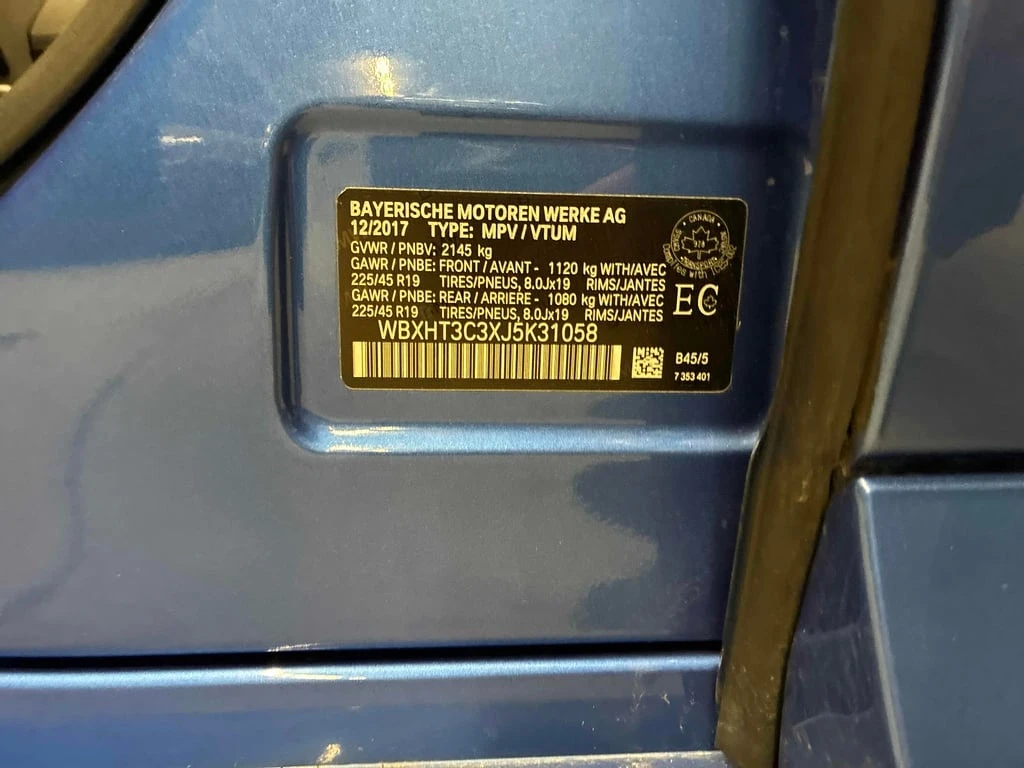 BAYERISCHE MOTOREN WERKE AG
12/2017 TYPE: MPV / VTUM
GVWR / PNBV: 2145 kg
GAWR / PNBE: FRONT / AVANT - 1120 kg WITH/AVEC
225/45 R19 TIRES/PNEUS, 8.0Jx19 RIMS/JANTES
GAWR / PNBE: REAR / ARRIERE - 1080 kg WITH/AVEC
225/45 R19 TIRES/PNEUS, 8.0Jx19 RIMS/JANTES
WBXHT3C3XJ5K31058
CANADA
EC
B45/5
7 353 401